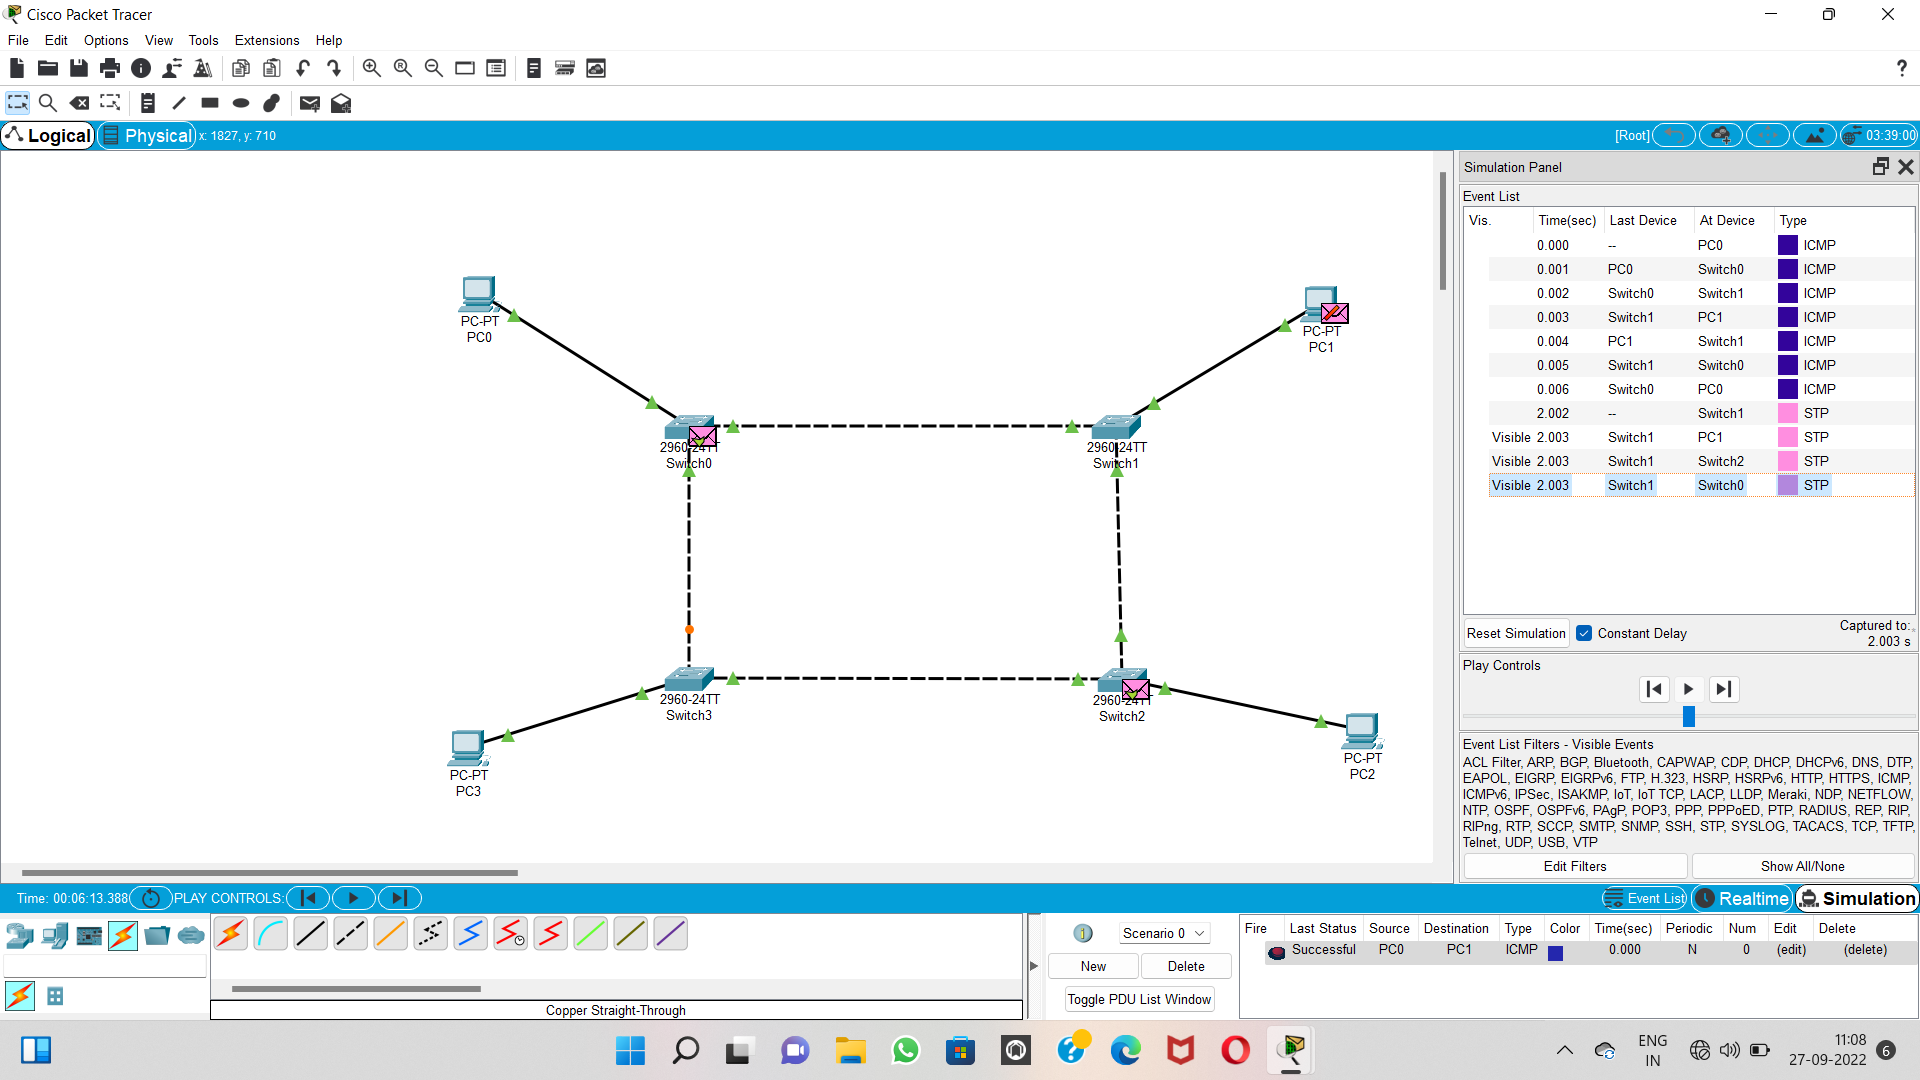 Cisco Packet Tracer
File Edit Options View Tools Extensions Help
Logical Physical x: 1827, y: 710 [Root] 03:39:00
Simulation Panel
Event List
Vis. Time(sec) Last Device At Device Type
0.000 -- PC0 ICMP
0.001 PC0 Switch0 ICMP
0.002 Switch0 Switch1 ICMP
0.003 Switch1 PC1 ICMP
0.004 PC1 Switch1 ICMP
0.005 Switch1 Switch0 ICMP
0.006 Switch0 PC0 ICMP
2.002 -- Switch1 STP
Visible 2.003 Switch1 PC1 STP
Visible 2.003 Switch1 Switch2 STP
Visible 2.003 Switch1 Switch0 STP
Reset Simulation Constant Delay Captured to:
2.003 s
Play Controls
Event List Filters - Visible Events
ACL Filter, ARP, BGP, Bluetooth, CAPWAP, CDP, DHCP, DHCPv6, DNS, DTP,
EAPOL, EIGRP, EIGRPv6, FTP, H.323, HSRP, HSRPv6, HTTP, HTTPS, ICMP,
ICMPv6, IPSec, ISAKMP, IoT, IoT TCP, LACP, LLDP, Meraki, NDP, NETFLOW,
NTP, OSPF, OSPFv6, PAgP, POP3, PPP, PPPoED, PTP, RADIUS, REP, RIP,
RIPng, RTP, SCCP, SMTP, SNMP, SSH, STP, SYSLOG, TACACS, TCP, TFTP,
Telnet, UDP, USB, VTP
Edit Filters Show All/None
PC-PT
PC0
PC-PT
PC1
2960-24TT
Switch0
2960-24TT
Switch1
2960-24TT
Switch3
2960-24TT
Switch2
PC-PT
PC3
PC-PT
PC2
Time: 00:06:13.388 PLAY CONTROLS: Event List Realtime Simulation
Scenario 0
New Delete
Toggle PDU List Window
Fire Last Status Source Destination Type Color Time(sec) Periodic Num Edit Delete
Successful PC0 PC1 ICMP 0.000 N 0 (edit) (delete)
Copper Straight-Through
ENG
IN
11:08
27-09-2022
6